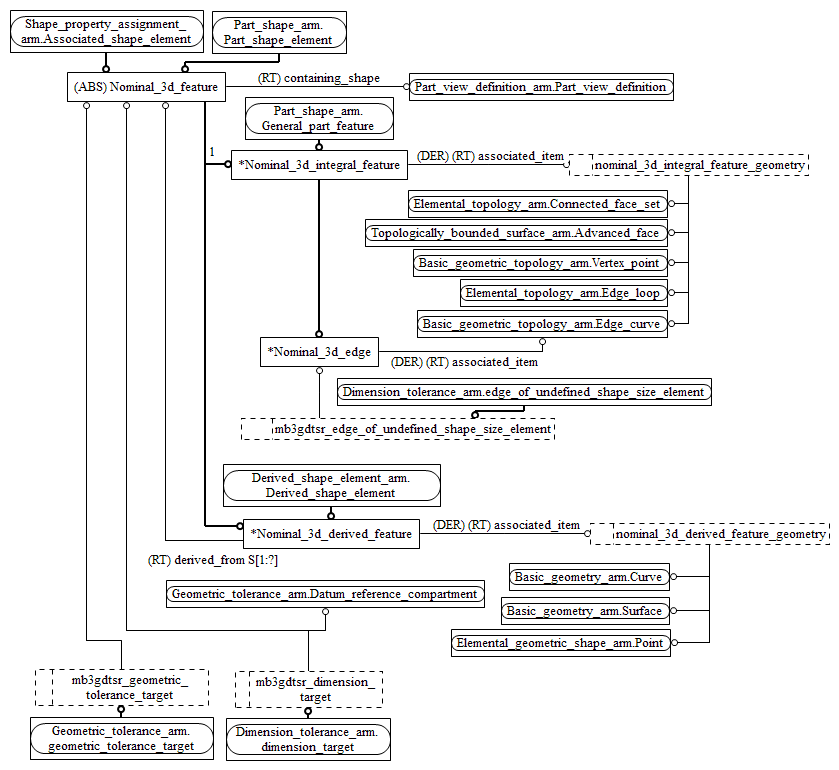 Shape_property_assignment_
arm.Associated_shape_element
Part_shape_arm.
Part_shape_element
(ABS) Nominal_3d_feature
(RT) containing_shape
Part_view_definition_arm.Part_view_definition
Part_shape_arm.
General_part_feature
1
*Nominal_3d_integral_feature
(DER) (RT) associated_item
nominal_3d_integral_feature_geometry
Elemental_topology_arm.Connected_face_set
Topologically_bounded_surface_arm.Advanced_face
Basic_geometric_topology_arm.Vertex_point
Elemental_topology_arm.Edge_loop
Basic_geometric_topology_arm.Edge_curve
*Nominal_3d_edge
(DER) (RT) associated_item
Dimension_tolerance_arm.edge_of_undefined_shape_size_element
mb3gdtsr_edge_of_undefined_shape_size_element
Derived_shape_element_arm.
Derived_shape_element
*Nominal_3d_derived_feature
(DER) (RT) associated_item
nominal_3d_derived_feature_geometry
(RT) derived_from S[1:?]
Basic_geometry_arm.Curve
Geometric_tolerance_arm.Datum_reference_compartment
Basic_geometry_arm.Surface
Elemental_geometric_shape_arm.Point
mb3gdtsr_geometric_
tolerance_target
mb3gdtsr_dimension_
target
Geometric_tolerance_arm.
geometric_tolerance_target
Dimension_tolerance_arm.
dimension_target